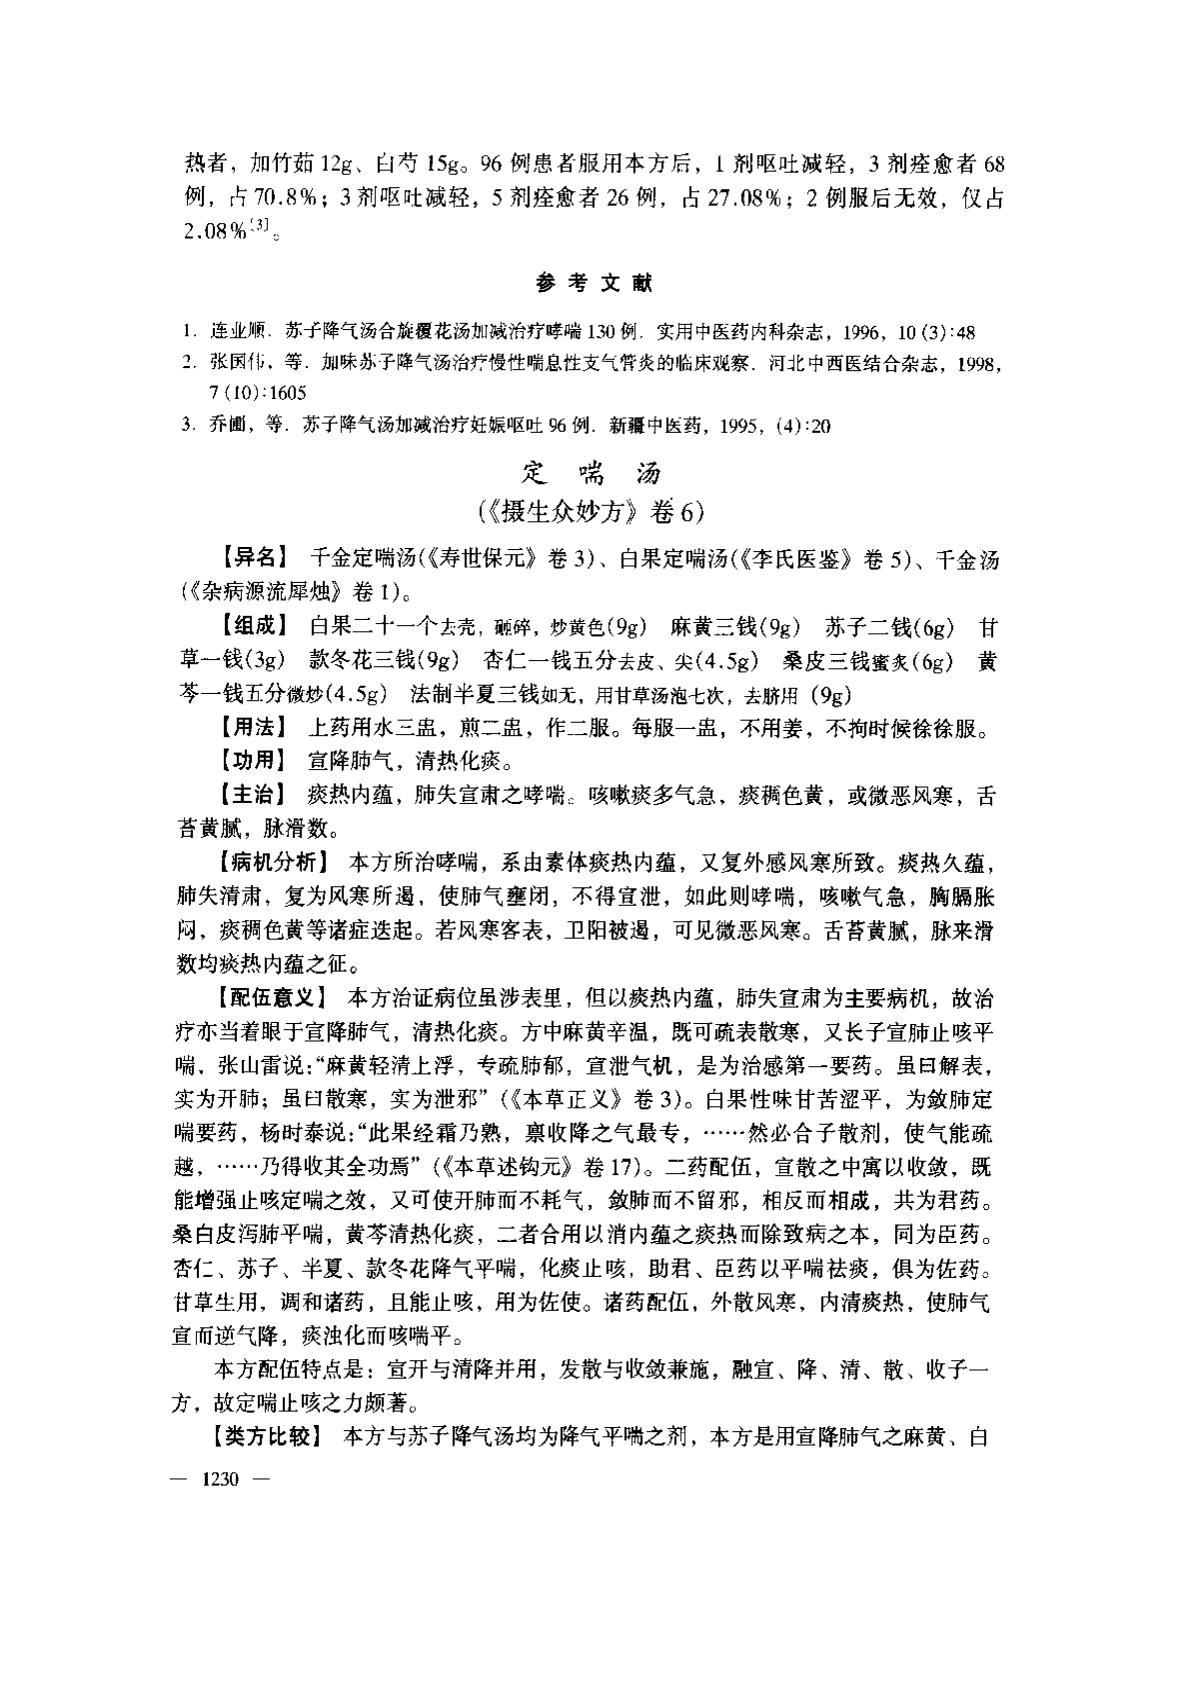 热者，加竹茹 12g、白芍 15g。96 例患者服用本方后，1 剂呕吐减轻，3 剂痊愈者 68
例，占 70.8%；3 剂呕吐减轻，5 剂痊愈者 26 例，占 27.08%；2 例服后无效，仅占
2.08%[3]。
参 考 文 献
1. 连业顺．苏子降气汤合旋覆花汤加减治疗哮喘 130 例．实用中医药内科杂志，1996，10 (3):48
2. 张国伟，等．加味苏子降气汤治疗慢性喘息性支气管炎的临床观察．河北中西医结合杂志，1998，
7 (10):1605
3. 乔，等．苏子降气汤加减治疗妊娠呕吐 96 例．新疆中医药，1995，(4):20
定 喘 汤
(《摄生众妙方》卷 6)
【异名】 千金定喘汤(《寿世保元》卷 3)、白果定喘汤(《李氏医鉴》卷 5)、千金汤
(《杂病源流犀烛》卷 1)。
【组成】 白果二十一个去壳，砸碎，炒黄色(9g) 麻黄三钱(9g) 苏子二钱(6g) 甘
草一钱(3g) 款冬花三钱(9g) 杏仁一钱五分去皮、尖(4.5g) 桑皮三钱蜜炙(6g) 黄
芩一钱五分微炒(4.5g) 法制半夏三钱如无，用甘草汤泡七次，去脐用 (9g)
【用法】 上药用水三盅，煎二盅，作二服。每服一盅，不用姜，不拘时候徐徐服。
【功用】 宣降肺气，清热化痰。
【主治】 痰热内蕴，肺失宣肃之哮喘。咳嗽痰多气急，痰稠色黄，或微恶风寒，舌
苔黄腻，脉滑数。
【病机分析】 本方所治哮喘，系由素体痰热内蕴，又复外感风寒所致。痰热久蕴，
肺失清肃，复为风寒所遏，使肺气壅闭，不得宣泄，如此则哮喘，咳嗽气急，胸膈胀
闷，痰稠色黄等诸症迭起。若风寒客表，卫阳被遏，可见微恶风寒。舌苔黄腻，脉来滑
数均痰热内蕴之征。
【配伍意义】 本方治证病位虽涉表里，但以痰热内蕴，肺失宣肃为主要病机，故治
疗亦当着眼于宣降肺气，清热化痰。方中麻黄辛温，既可疏表散寒，又长于宣肺止咳平
喘，张山雷说：“麻黄轻清上浮，专疏肺郁，宣泄气机，是为治感第一要药。虽曰解表，
实为开肺；虽曰散寒，实为泄邪”(《本草正义》卷 3)。白果性味甘苦涩平，为敛肺定
喘要药，杨时泰说：“此果经霜乃熟，禀收降之气最专，……然必合于散剂，使气能疏
越，……乃得收其全功焉”(《本草述钩元》卷 17)。二药配伍，宣散之中寓以收敛，既
能增强止咳定喘之效，又可使开肺而不耗气，敛肺而不留邪，相反而相成，共为君药。
桑白皮泻肺平喘，黄芩清热化痰，二者合用以消内蕴之痰热而除致病之本，同为臣药。
杏仁、苏子、半夏、款冬花降气平喘，化痰止咳，助君、臣药以平喘祛痰，俱为佐药。
甘草生用，调和诸药，且能止咳，用为佐使。诸药配伍，外散风寒，内清痰热，使肺气
宣而逆气降，痰浊化而咳喘平。
本方配伍特点是：宣开与清降并用，发散与收敛兼施，融宣、降、清、散、收于一
方，故定喘止咳之力颇著。
【类方比较】 本方与苏子降气汤均为降气平喘之剂，本方是用宣降肺气之麻黄、白
— 1230 —